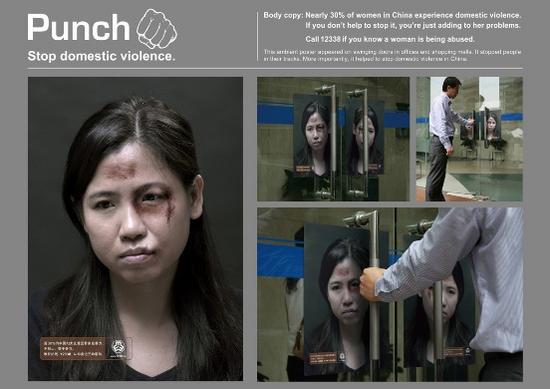 Punch
Stop domestic violence.
Body copy: Nearly 30% of women in China experience domestic violence.
If you don't help to stop it, you're just adding to her problems.
Call 12338 if you know a woman is being abused.
This ambient poster appeared on swinging doors in offices and shopping malls. It stopped people
in their tracks. More importantly, it helped to stop domestic violence in China.